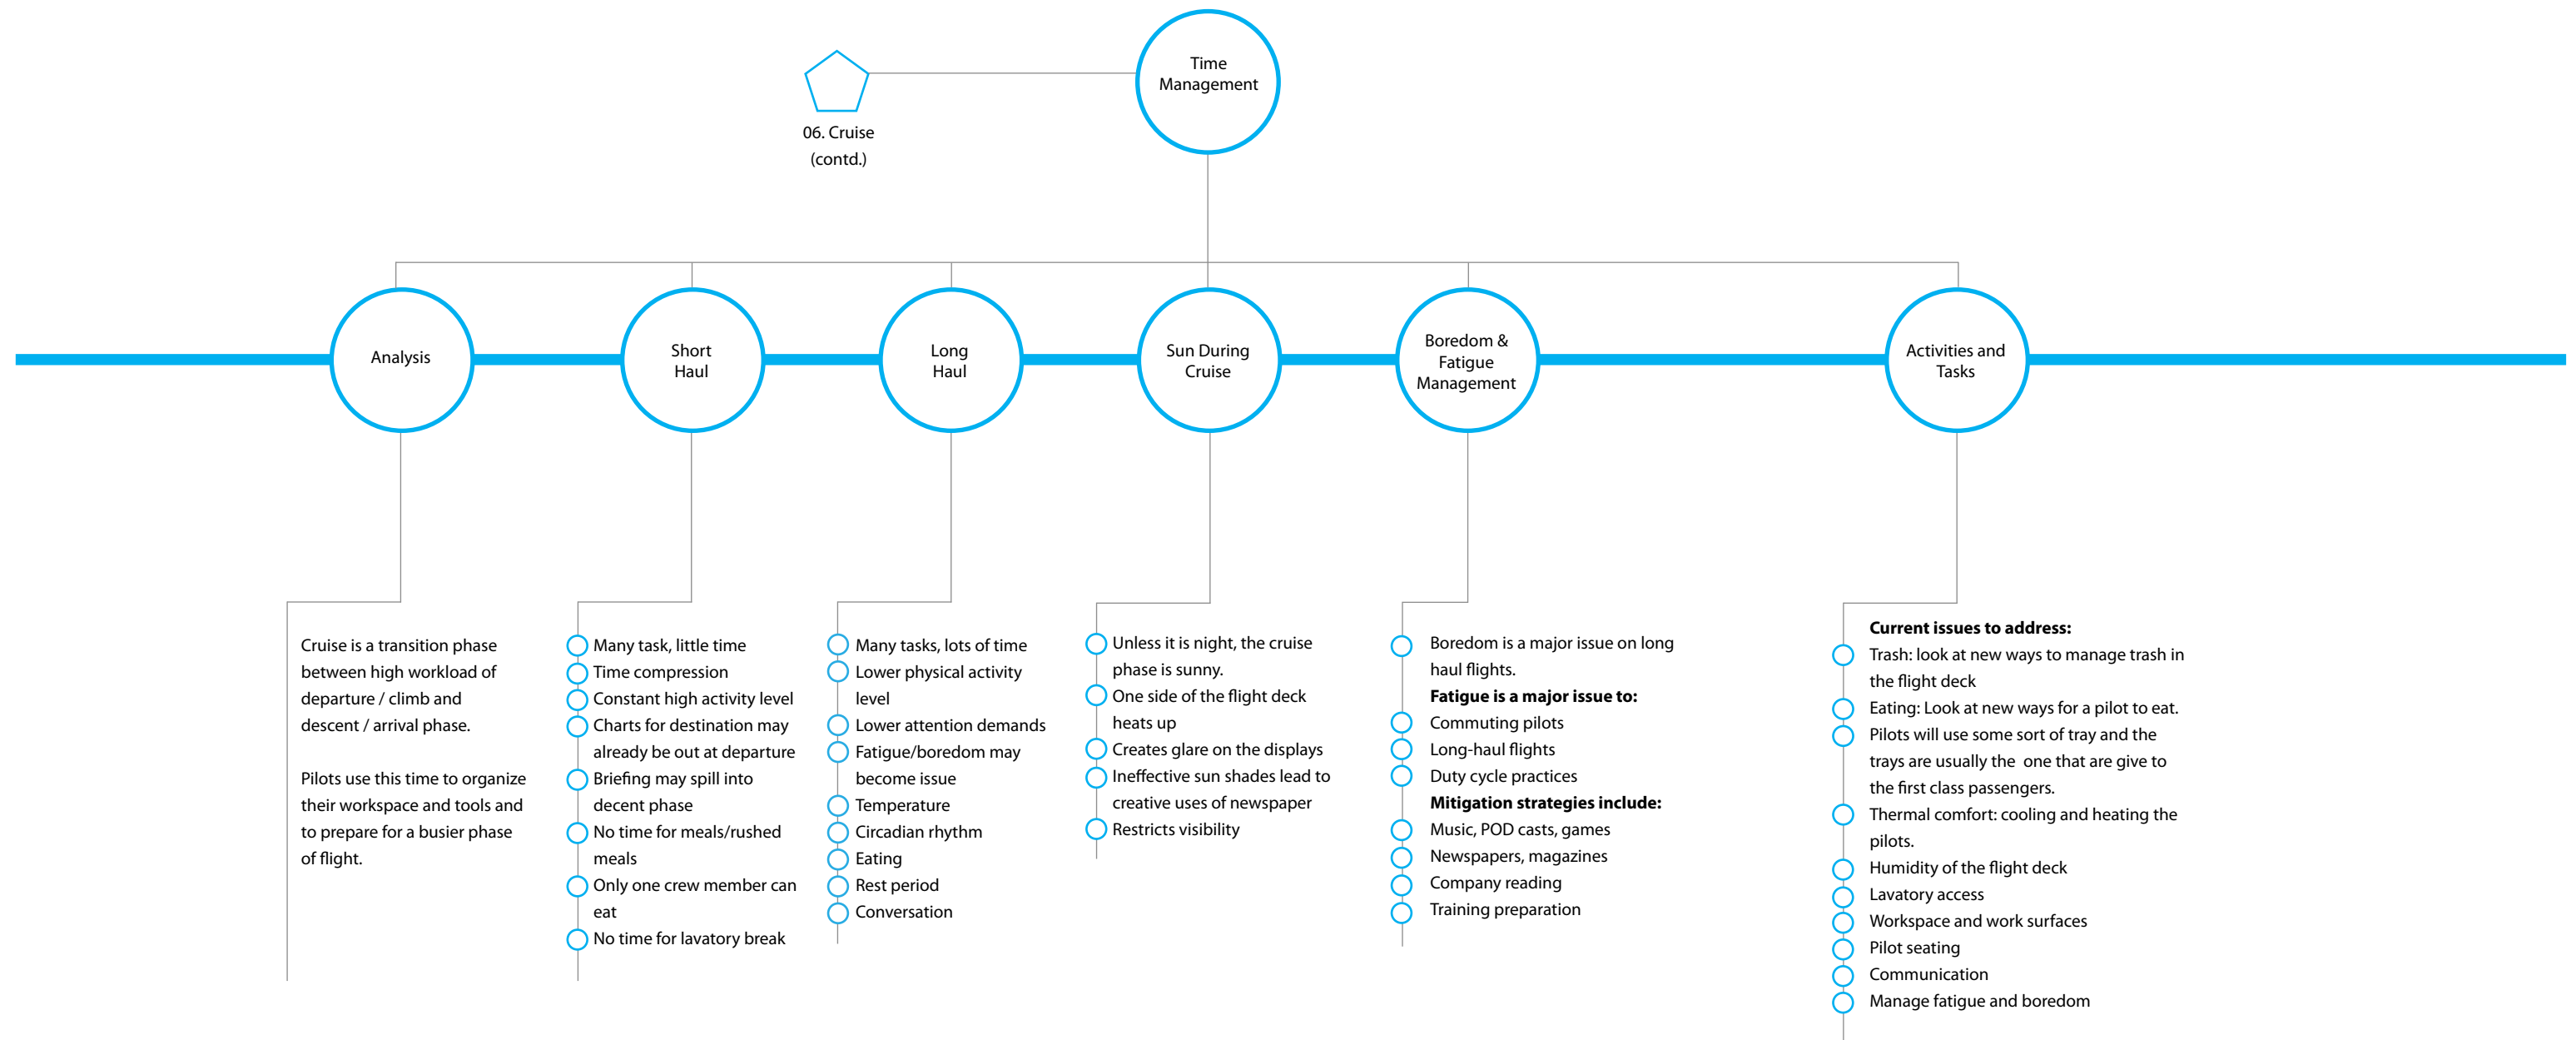 Time
Management
06. Cruise
(contd.)
Analysis
Short
Haul
Long
Haul
Sun During
Cruise
Boredom &
Fatigue
Management
Activities and
Tasks
Cruise is a transition phase
between high workload of
departure / climb and
descent / arrival phase.
Pilots use this time to organize
their workspace and tools and
to prepare for a busier phase
of flight.
Many task, little time
Time compression
Constant high activity level
Charts for destination may
already be out at departure
Briefing may spill into
decent phase
No time for meals/rushed
meals
Only one crew member can
eat
No time for lavatory break
Many tasks, lots of time
Lower physical activity
level
Lower attention demands
Fatigue/boredom may
become issue
Temperature
Circadian rhythm
Eating
Rest period
Conversation
Unless it is night, the cruise
phase is sunny.
One side of the flight deck
heats up
Creates glare on the displays
Ineffective sun shades lead to
creative uses of newspaper
Restricts visibility
Boredom is a major issue on long
haul flights.
Fatigue is a major issue to:
Commuting pilots
Long-haul flights
Duty cycle practices
Mitigation strategies include:
Music, POD casts, games
Newspapers, magazines
Company reading
Training preparation
Current issues to address:
Trash: look at new ways to manage trash in
the flight deck
Eating: Look at new ways for a pilot to eat.
Pilots will use some sort of tray and the
trays are usually the  one that are give to
the first class passengers.
Thermal comfort: cooling and heating the
pilots.
Humidity of the flight deck
Lavatory access
Workspace and work surfaces
Pilot seating
Communication
Manage fatigue and boredom